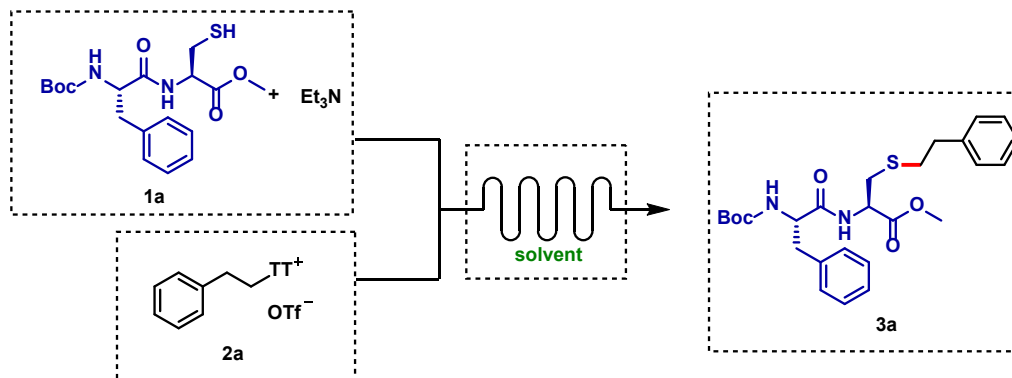 SH
H
N
O
O
Boc
N
H
O
+
Et₃N
1a
TT⁺
OTf⁻
2a
solvent
S
H
N
O
O
Boc
N
H
O
3a